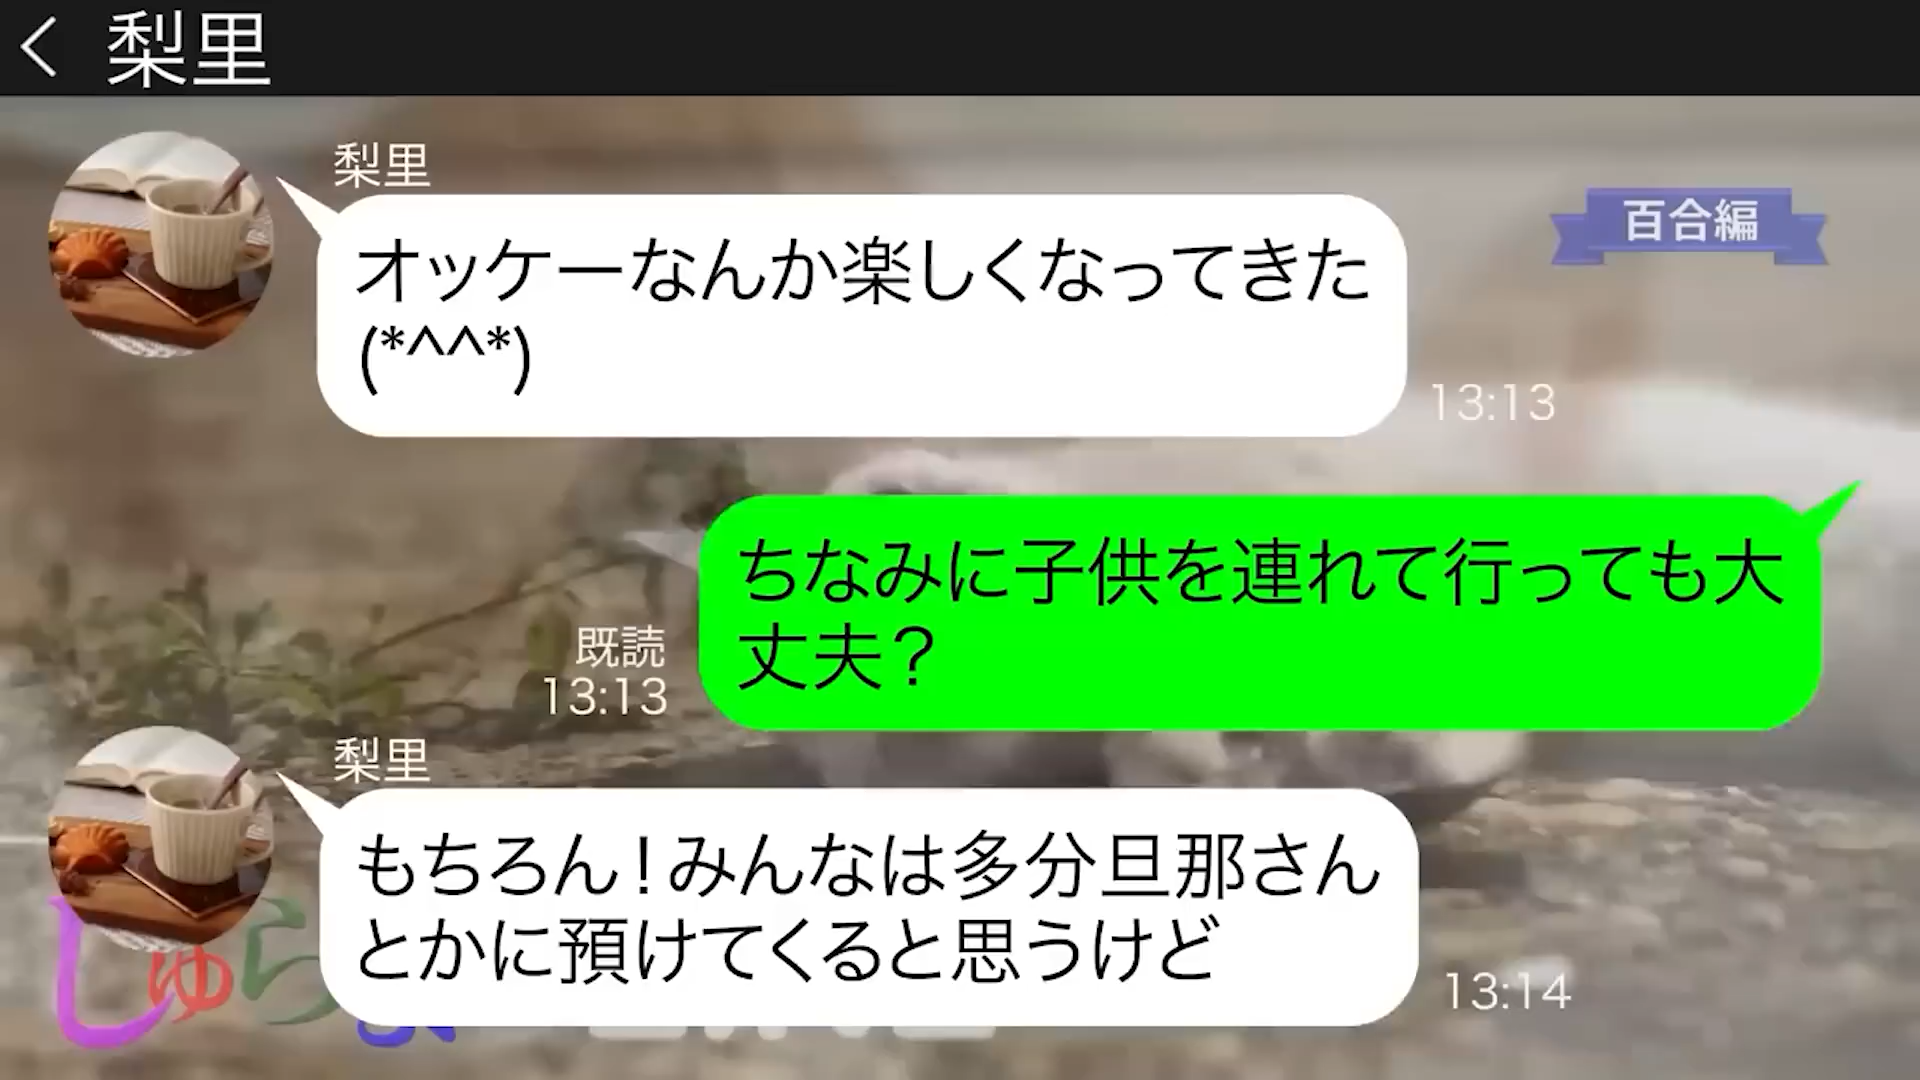 梨里
梨里
百合編
オッケーなんか楽しくなってきた
(*^^*)
13:13
ちなみに子供を連れて行っても大
丈夫？
既読
13:13
梨里
もちろん！みんなは多分旦那さん
とかに預けてくると思うけど
13:14
しゅら